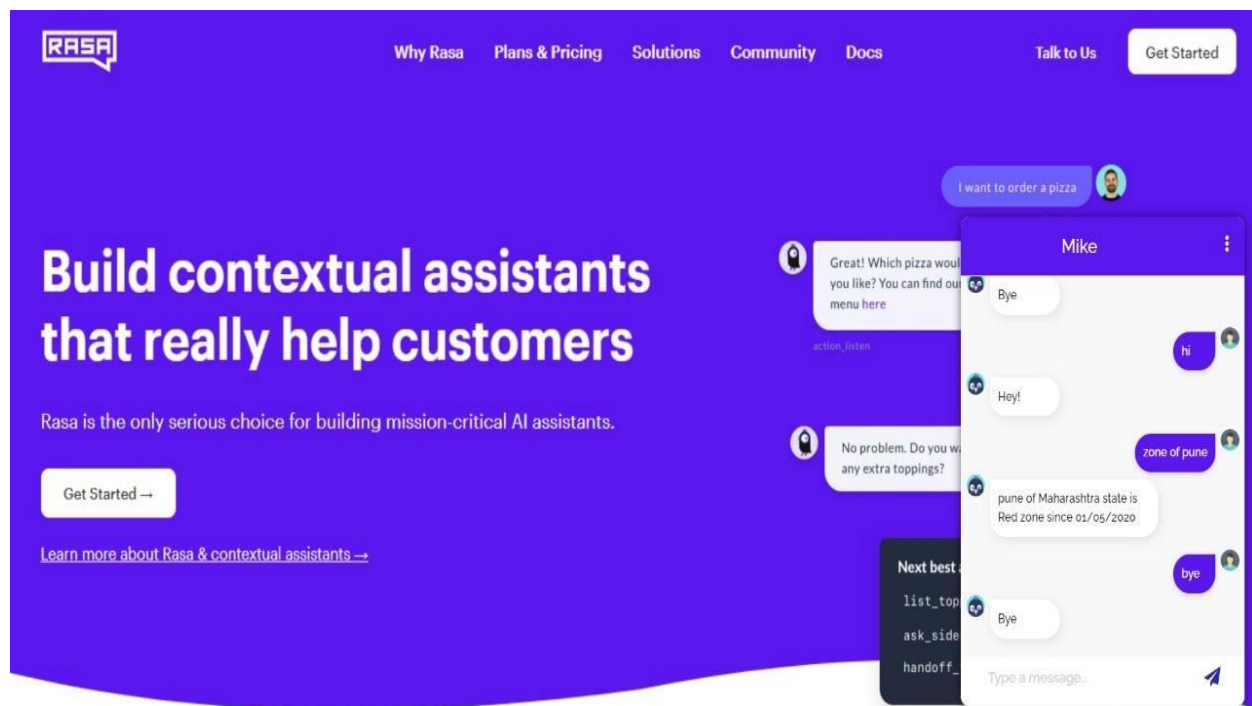 RASA
Why Rasa
Plans & Pricing
Solutions
Community
Docs
Talk to Us
Get Started
Build contextual assistants
that really help customers
Rasa is the only serious choice for building mission-critical AI assistants.
Get Started →
Learn more about Rasa & contextual assistants →
I want to order a pizza
Great! Which pizza woul
you like? You can find ou
menu here
action_listen
No problem. Do you w
any extra toppings?
Next best
list_top
ask_side
handoff_
Mike
Bye
hi
Hey!
zone of pune
pune of Maharashtra state is
Red zone since 01/05/2020
bye
Bye
Type a message...